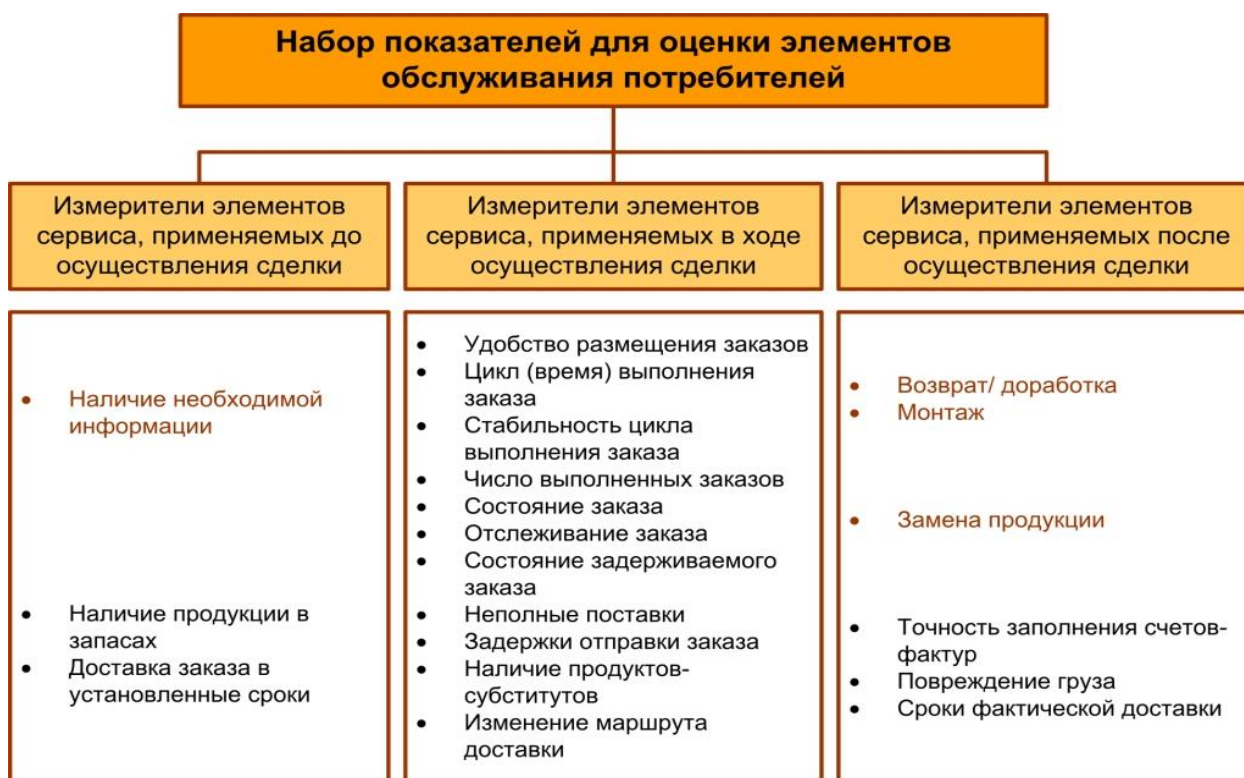 Набор показателей для оценки элементов
обслуживания потребителей
Измерители элементов
сервиса, применяемых до
осуществления сделки
Измерители элементов
сервиса, применяемых в ходе
осуществления сделки
Измерители элементов
сервиса, применяемых после
осуществления сделки
• Наличие необходимой
информации
• Наличие продукции в
запасах
• Доставка заказа в
установленные сроки
• Удобство размещения заказов
• Цикл (время) выполнения
заказа
• Стабильность цикла
выполнения заказа
• Число выполненных заказов
• Состояние заказа
• Отслеживание заказа
• Состояние задерживаемого
заказа
• Неполные поставки
• Задержки отправки заказа
• Наличие продуктов-
субститутов
• Изменение маршрута
доставки
• Возврат/ доработка
• Монтаж
• Замена продукции
• Точность заполнения счетов-
фактур
• Повреждение груза
• Сроки фактической доставки